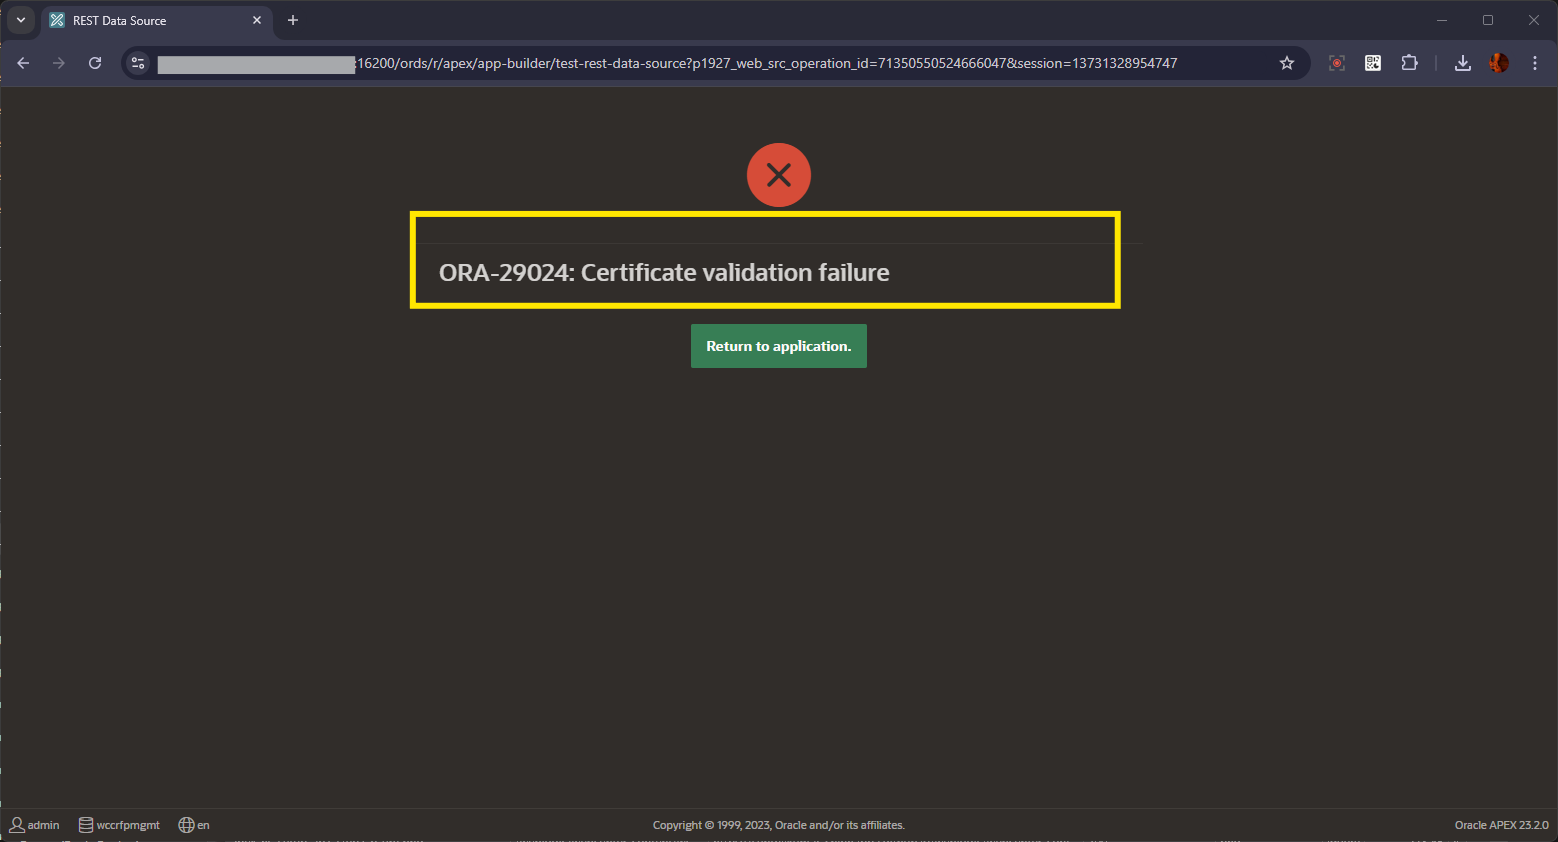 REST Data Source
:16200/ords/r/apex/app-builder/test-rest-data-source?p1927_web_src_operation_id=71350550524666047&session=13731328954747
ORA-29024: Certificate validation failure
Return to application.
admin wccrfpmgmt en Copyright © 1999, 2023, Oracle and/or its affiliates. Oracle APEX 23.2.0